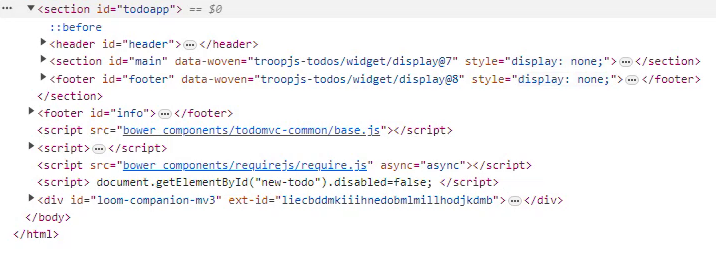 … ▼<section id="todoapp"> == $0
::before
▶<header id="header">…</header>
▶<section id="main" data-woven="troopjs-todos/widget/display@7" style="display: none;">…</section>
▶<footer id="footer" data-woven="troopjs-todos/widget/display@8" style="display: none;">…</footer>
</section>
▶<footer id="info">…</footer>
<script src="bower_components/todomvc-common/base.js"></script>
▶<script>…</script>
<script src="bower_components/requirejs/require.js" async="async"></script>
<script> document.getElementById("new-todo").disabled=false; </script>
▶<div id="loom-companion-mv3" ext-id="liecbddmkiiihnedobmlmillhodjkdmb">…</div>
</body>
</html>